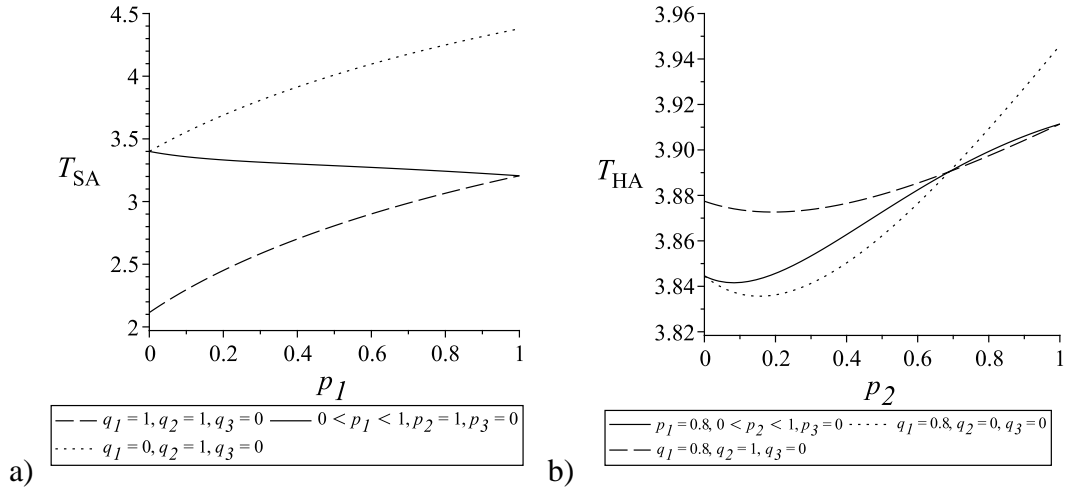 4.5
4
3.5
T_SA 3
2.5
2
0 0.2 0.4 0.6 0.8 1
p_1
q_1 = 1, q_2 = 1, q_3 = 0 0 < p_1 < 1, p_2 = 1, p_3 = 0
q_1 = 0, q_2 = 1, q_3 = 0
a)
3.96
3.94
3.92
3.90
T_HA
3.88
3.86
3.84
3.82
0 0.2 0.4 0.6 0.8 1
p_2
p_1 = 0.8, 0 < p_2 < 1, p_3 = 0 q_1 = 0.8, q_2 = 0, q_3 = 0
q_1 = 0.8, q_2 = 1, q_3 = 0
b)